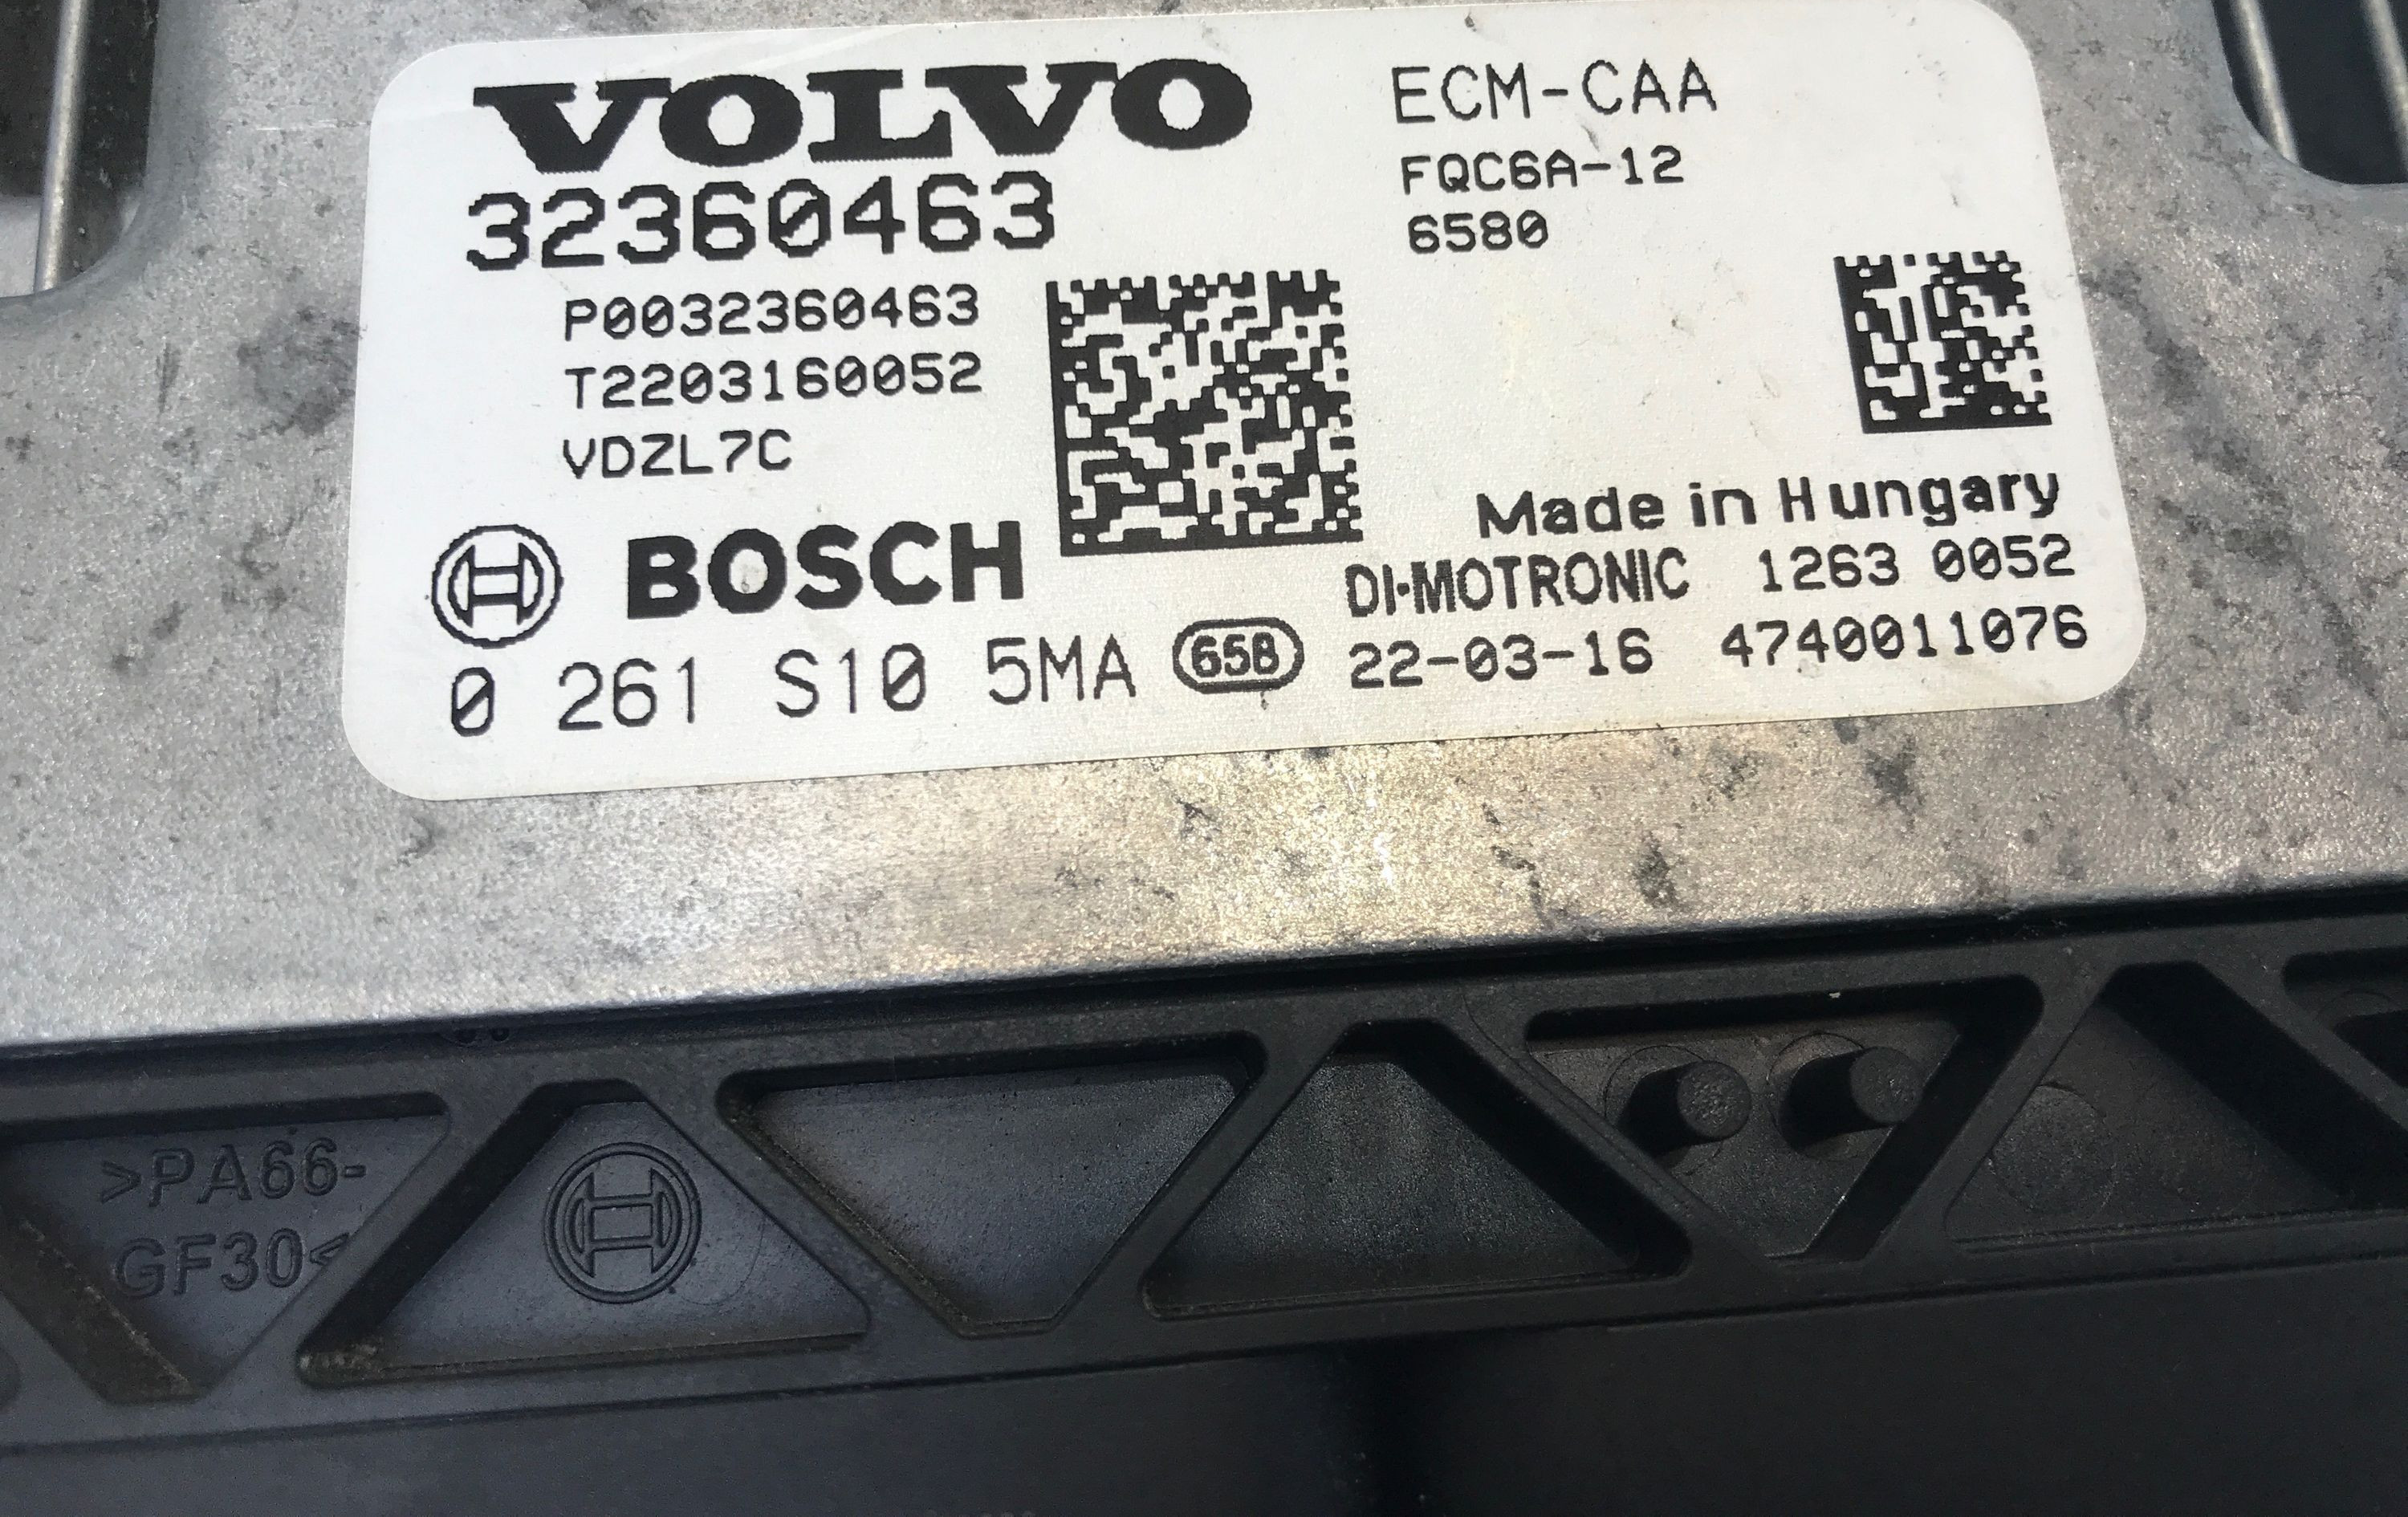 VOLVO
32360463
P0032360463
T2203160052
VDZL7C
ECM-CAA
FQC6A-12
6580
Made in Hungary
BOSCH
DI·MOTRONIC 1263 0052
0 261 S10 5MA 65B 22-03-16 4740011076
>PA66-
GF30<